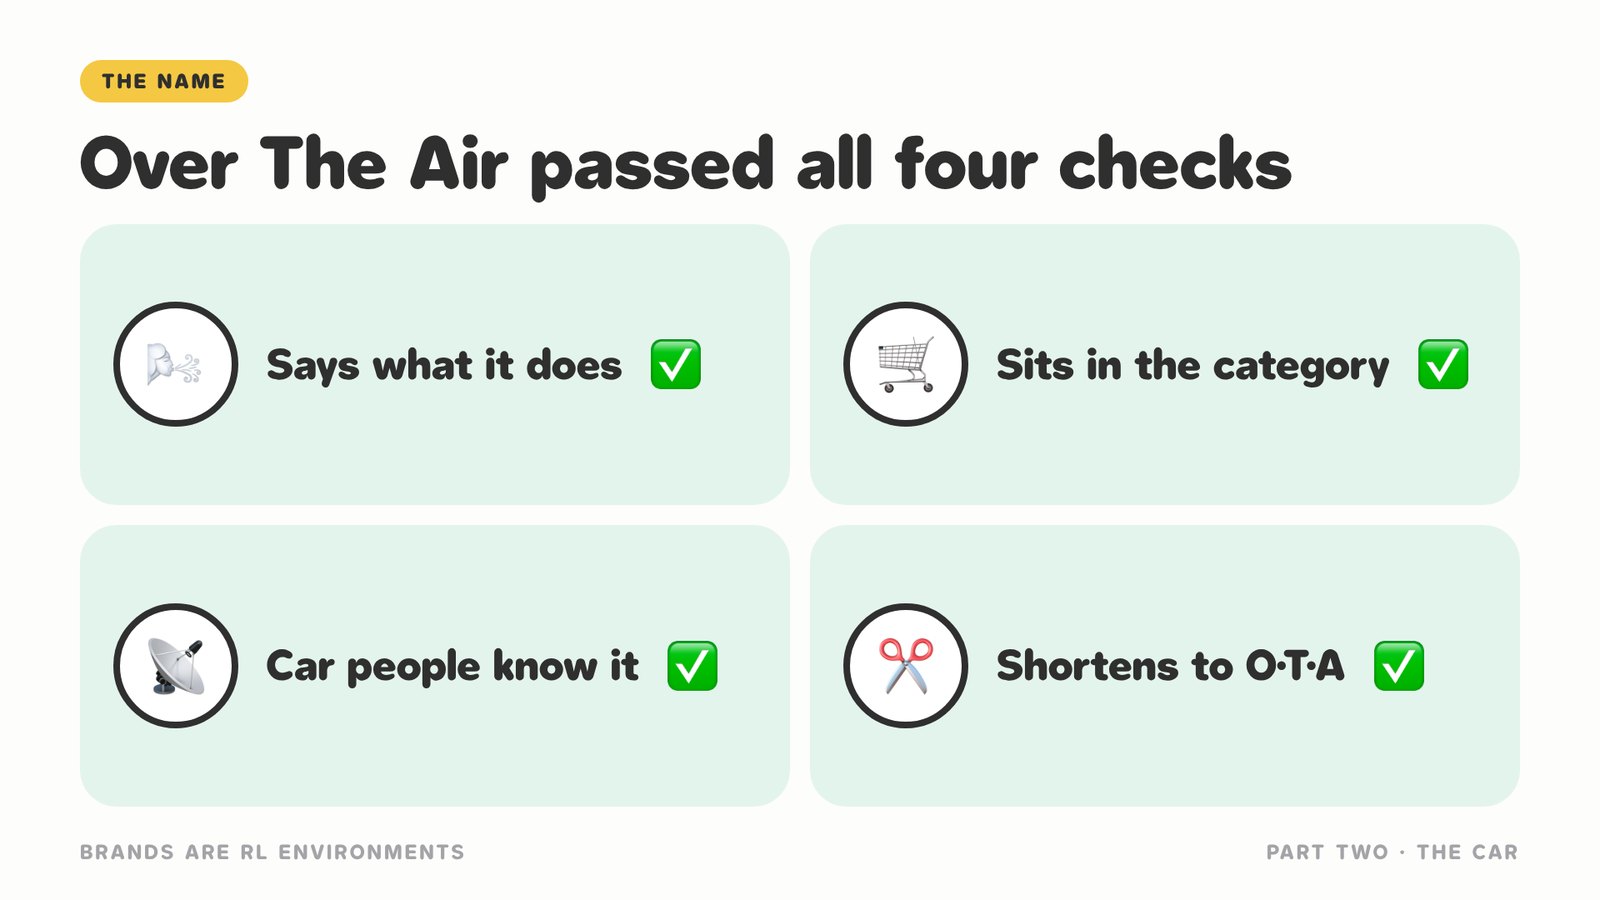 THE NAME
Over The Air passed all four checks
Says what it does ✅
Sits in the category ✅
Car people know it ✅
Shortens to O·T·A ✅
BRANDS ARE RL ENVIRONMENTS
PART TWO · THE CAR